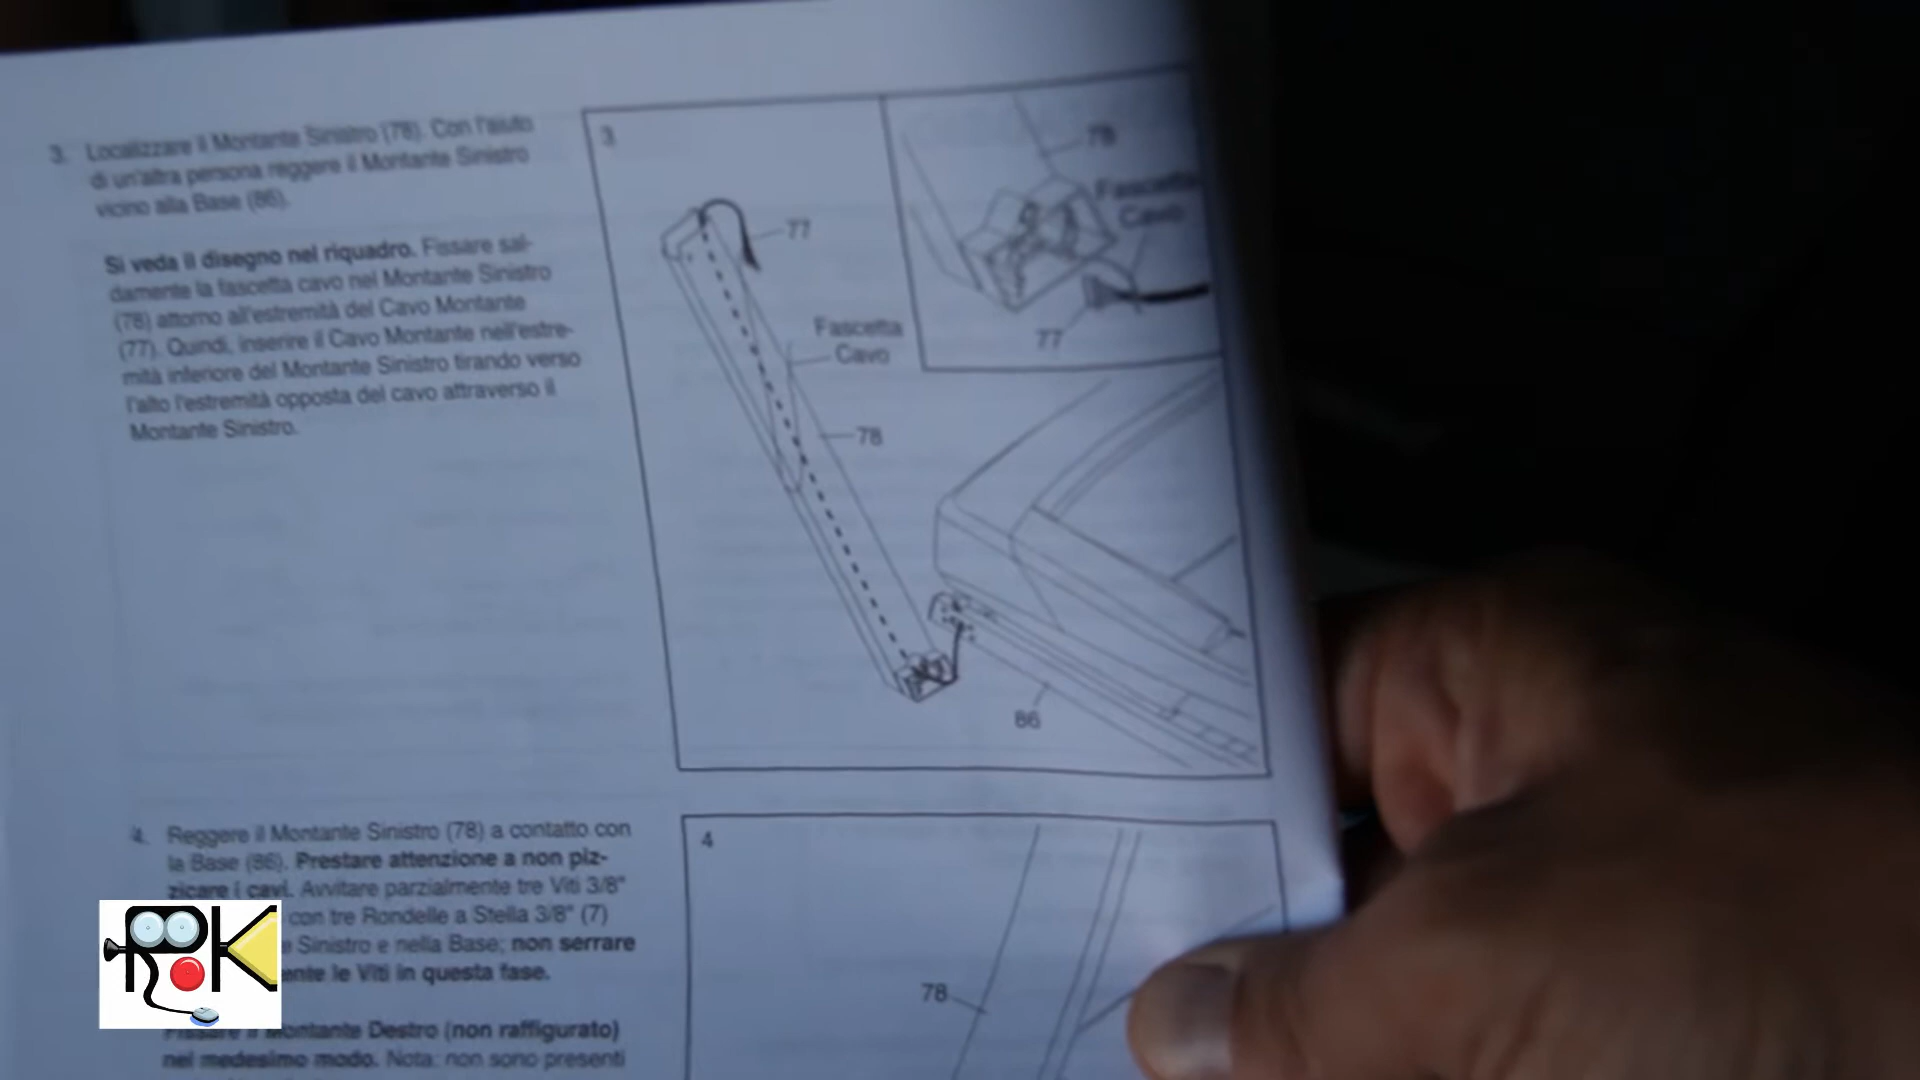 3. Localizzare il Montante Sinistro (78). Con l'aiuto
di un'altra persona reggere il Montante Sinistro
vicino alla Base (86).
Si veda il disegno nel riquadro. Fissare sal-
damente la fascetta cavo nel Montante Sinistro
(78) attorno all'estremità del Cavo Montante
(77). Quindi, inserire il Cavo Montante nell'estre-
mità inferiore del Montante Sinistro tirando verso
l'alto l'estremità opposta del cavo attraverso il
Montante Sinistro.
3
77
Fascetta
Cavo
78
86
78
Fascetta
Cavo
77
4. Reggere il Montante Sinistro (78) a contatto con
la Base (86). Prestare attenzione a non piz-
zicare i cavi. Avvitare parzialmente tre Viti 3/8"
con tre Rondelle a Stella 3/8" (7)
e Sinistro e nella Base; non serrare
ente le Viti in questa fase.
Fissare il Montante Destro (non raffigurato)
nel medesimo modo. Nota: non sono presenti
4
78